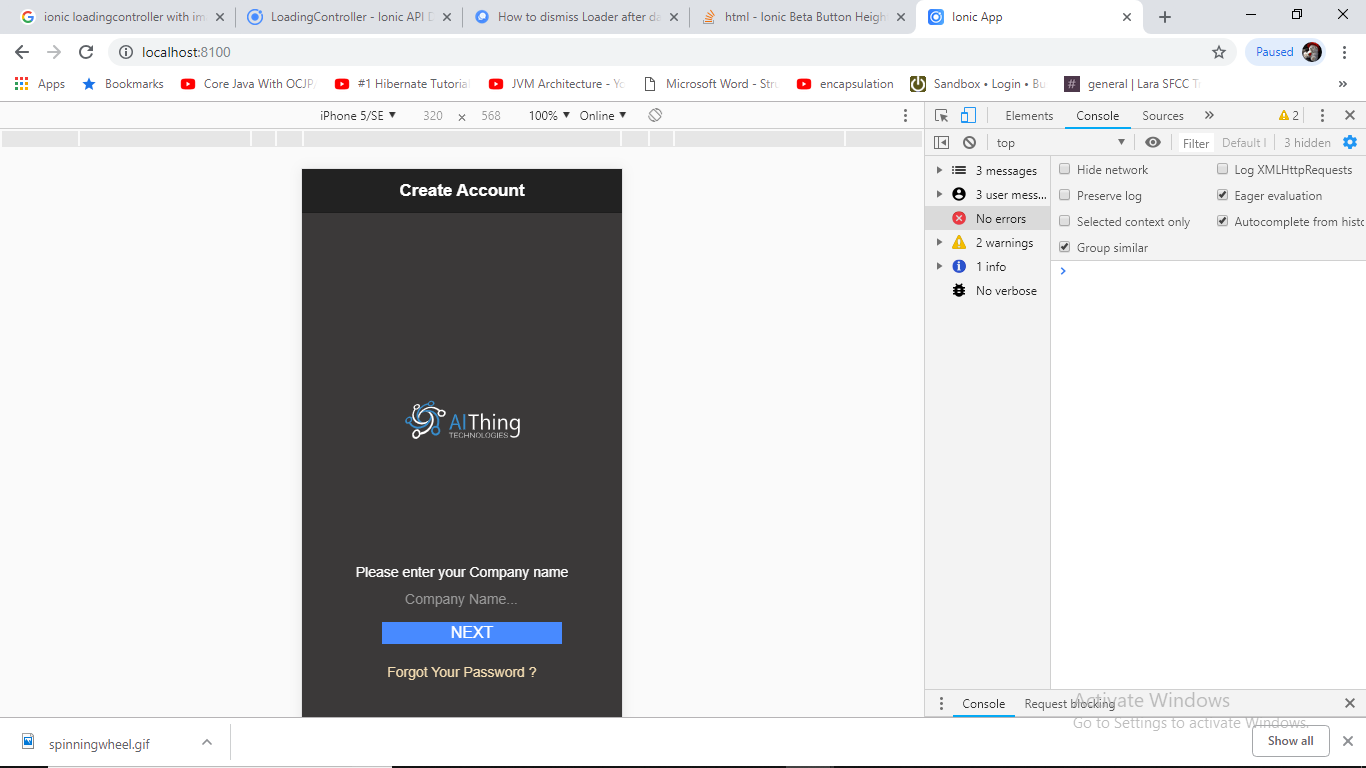 ionic loadingcontroller with im
LoadingController - Ionic API D
How to dismiss Loader after da
html - Ionic Beta Button Heigh
Ionic App
localhost:8100
Paused
Apps
Bookmarks
Core Java With OCJP/
#1 Hibernate Tutorial
JVM Architecture - Yo
Microsoft Word - Stru
encapsulation
Sandbox • Login • Bu
general | Lara SFCC Tr
»
iPhone 5/SE ▼ 320 x 568 100% ▼ Online ▼
Elements Console Sources » 2
top ▼ Filter Default l 3 hidden
3 messages
3 user mess...
No errors
2 warnings
1 info
No verbose
Hide network
Log XMLHttpRequests
Preserve log
Eager evaluation
Selected context only
Autocomplete from histo
Group similar
Create Account
AIThing
TECHNOLOGIES
Please enter your Company name
Company Name...
NEXT
Forgot Your Password ?
Console Request blocking
Activate Windows
Go to Settings to activate Windows.
spinningwheel.gif
Show all